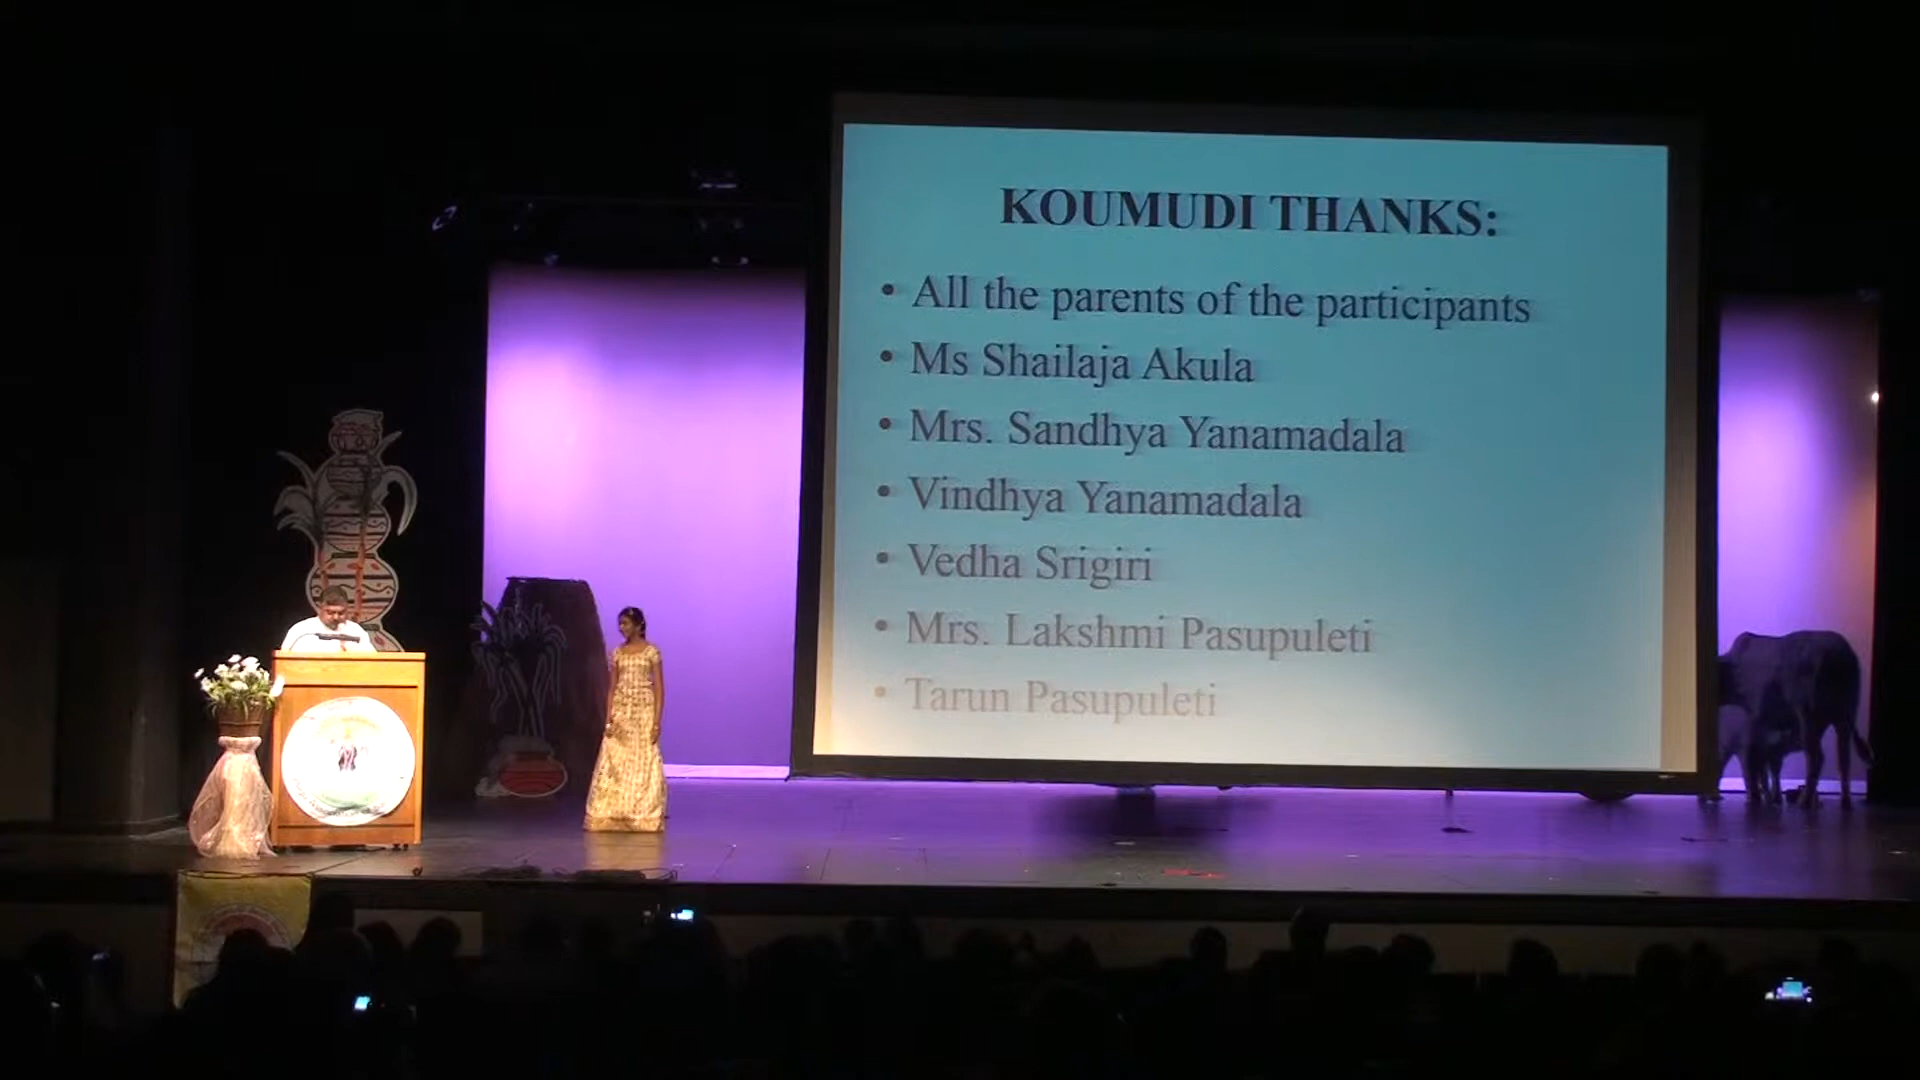 KOUMUDI THANKS:
• All the parents of the participants
• Ms Shailaja Akula
• Mrs. Sandhya Yanamadala
• Vindhya Yanamadala
• Vedha Srigiri
• Mrs. Lakshmi Pasupuleti
• Tarun Pasupuleti